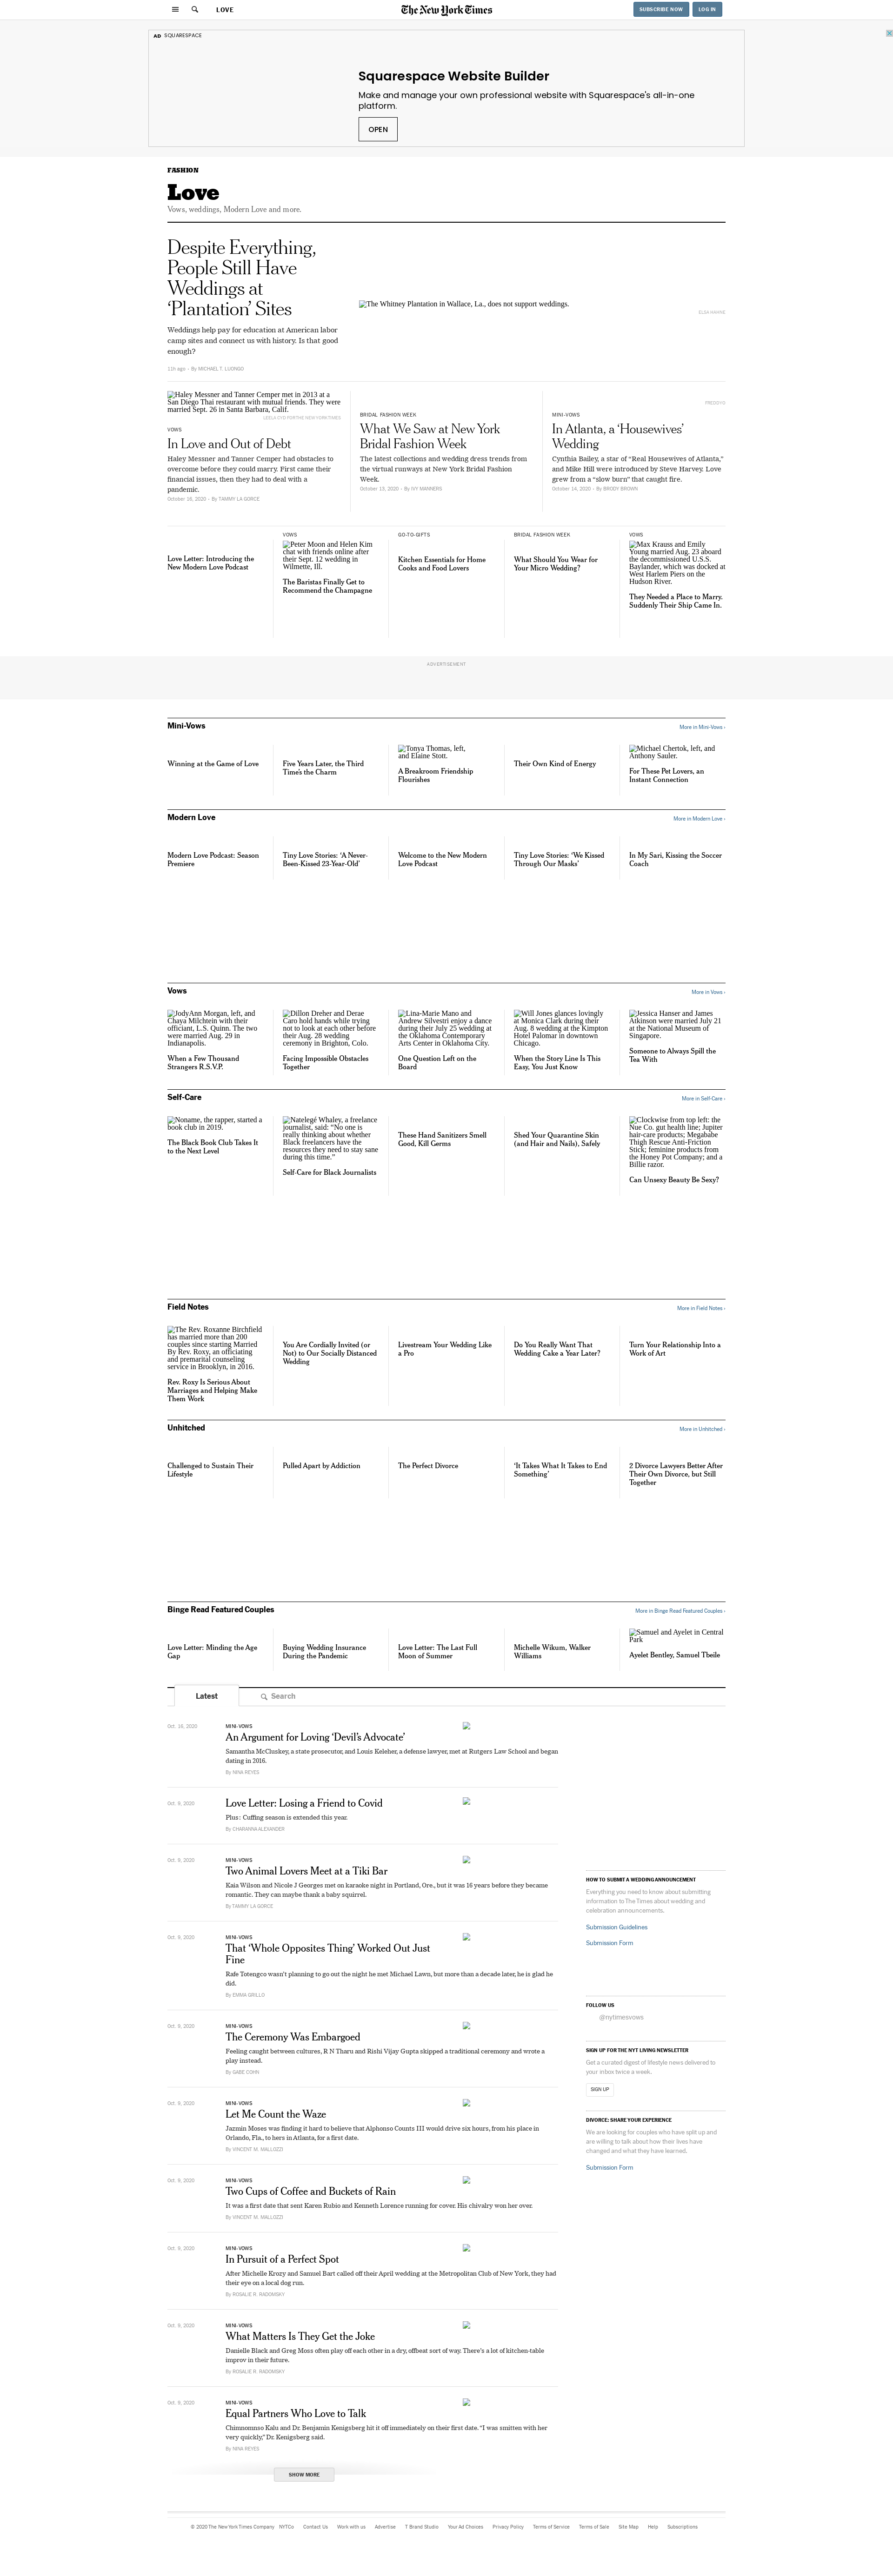 LOVE
The New York Times
SUBSCRIBE NOW
LOG IN
AD SQUARESPACE
Squarespace Website Builder
Make and manage your own professional website with Squarespace's all-in-one
platform.
OPEN
FASHION
Love
Vows, weddings, Modern Love and more.
Despite Everything,
People Still Have
Weddings at
‘Plantation’ Sites
Weddings help pay for education at American labor
camp sites and connect us with history. Is that good
enough?
11h ago · By MICHAEL T. LUONGO
The Whitney Plantation in Wallace, La., does not support weddings.
ELSA HAHNE
Haley Messner and Tanner Cemper met in 2013 at a
San Diego Thai restaurant with mutual friends. They were
married Sept. 26 in Santa Barbara, Calif.
LEELA CYD FORTHE NEW YORK TIMES
VOWS
In Love and Out of Debt
Haley Messner and Tanner Cemper had obstacles to
overcome before they could marry. First came their
financial issues, then they had to deal with a
pandemic.
October 16, 2020 · By TAMMY LA GORCE
BRIDAL FASHION WEEK
What We Saw at New York
Bridal Fashion Week
The latest collections and wedding dress trends from
the virtual runways at New York Bridal Fashion
Week.
October 13, 2020 · By IVY MANNERS
FREDDYO
MINI-VOWS
In Atlanta, a ‘Housewives’
Wedding
Cynthia Bailey, a star of “Real Housewives of Atlanta,”
and Mike Hill were introduced by Steve Harvey. Love
grew from a “slow burn” that caught fire.
October 14, 2020 · By BRODY BROWN
Love Letter: Introducing the
New Modern Love Podcast
VOWS
Peter Moon and Helen Kim
chat with friends online after
their Sept. 12 wedding in
Wilmette, Ill.
The Baristas Finally Get to
Recommend the Champagne
GO-TO-GIFTS
Kitchen Essentials for Home
Cooks and Food Lovers
BRIDAL FASHION WEEK
What Should You Wear for
Your Micro Wedding?
VOWS
Max Krauss and Emily
Young married Aug. 23 aboard
the decommissioned U.S.S.
Baylander, which was docked at
West Harlem Piers on the
Hudson River.
They Needed a Place to Marry.
Suddenly Their Ship Came In.
ADVERTISEMENT
Mini-Vows
More in Mini-Vows ›
Winning at the Game of Love
Five Years Later, the Third
Time’s the Charm
Tonya Thomas, left,
and Elaine Stott.
A Breakroom Friendship
Flourishes
Their Own Kind of Energy
Michael Chertok, left, and
Anthony Sauler.
For These Pet Lovers, an
Instant Connection
Modern Love
More in Modern Love ›
Modern Love Podcast: Season
Premiere
Tiny Love Stories: ‘A Never-
Been-Kissed 23-Year-Old’
Welcome to the New Modern
Love Podcast
Tiny Love Stories: ‘We Kissed
Through Our Masks’
In My Sari, Kissing the Soccer
Coach
Vows
More in Vows ›
JodyAnn Morgan, left, and
Chaya Milchtein with their
officiant, L.S. Quinn. The two
were married Aug. 29 in
Indianapolis.
When a Few Thousand
Strangers R.S.V.P.
Dillon Dreher and Derae
Caro hold hands while trying
not to look at each other before
their Aug. 28 wedding
ceremony in Brighton, Colo.
Facing Impossible Obstacles
Together
Lina-Marie Mano and
Andrew Silvestri enjoy a dance
during their July 25 wedding at
the Oklahoma Contemporary
Arts Center in Oklahoma City.
One Question Left on the
Board
Will Jones glances lovingly
at Monica Clark during their
Aug. 8 wedding at the Kimpton
Hotel Palomar in downtown
Chicago.
When the Story Line Is This
Easy, You Just Know
Jessica Hanser and James
Atkinson were married July 21
at the National Museum of
Singapore.
Someone to Always Spill the
Tea With
Self-Care
More in Self-Care ›
Noname, the rapper, started a
book club in 2019.
The Black Book Club Takes It
to the Next Level
Natelegé Whaley, a freelance
journalist, said: “No one is
really thinking about whether
Black freelancers have the
resources they need to stay sane
during this time.”
Self-Care for Black Journalists
These Hand Sanitizers Smell
Good, Kill Germs
Shed Your Quarantine Skin
(and Hair and Nails), Safely
Clockwise from top left: the
Nue Co. gut health line; Jupiter
hair-care products; Megababe
Thigh Rescue Anti-Friction
Stick; feminine products from
the Honey Pot Company; and a
Billie razor.
Can Unsexy Beauty Be Sexy?
Field Notes
More in Field Notes ›
The Rev. Roxanne Birchfield
has married more than 200
couples since starting Married
By Rev. Roxy, an officiating
and premarital counseling
service in Brooklyn, in 2016.
Rev. Roxy Is Serious About
Marriages and Helping Make
Them Work
You Are Cordially Invited (or
Not) to Our Socially Distanced
Wedding
Livestream Your Wedding Like
a Pro
Do You Really Want That
Wedding Cake a Year Later?
Turn Your Relationship Into a
Work of Art
Unhitched
More in Unhitched ›
Challenged to Sustain Their
Lifestyle
Pulled Apart by Addiction
The Perfect Divorce
‘It Takes What It Takes to End
Something’
2 Divorce Lawyers Better After
Their Own Divorce, but Still
Together
Binge Read Featured Couples
More in Binge Read Featured Couples ›
Love Letter: Minding the Age
Gap
Buying Wedding Insurance
During the Pandemic
Love Letter: The Last Full
Moon of Summer
Michelle Wikum, Walker
Williams
Samuel and Ayelet in Central
Park
Ayelet Bentley, Samuel Tbeile
Latest
Search
Oct. 16, 2020
MINI-VOWS
An Argument for Loving ‘Devil’s Advocate’
Samantha McCluskey, a state prosecutor, and Louis Keleher, a defense lawyer, met at Rutgers Law School and began
dating in 2016.
By NINA REYES
Oct. 9, 2020
Love Letter: Losing a Friend to Covid
Plus: Cuffing season is extended this year.
By CHARANNA ALEXANDER
Oct. 9, 2020
MINI-VOWS
Two Animal Lovers Meet at a Tiki Bar
Kaia Wilson and Nicole J Georges met on karaoke night in Portland, Ore., but it was 16 years before they became
romantic. They can maybe thank a baby squirrel.
By TAMMY LA GORCE
Oct. 9, 2020
MINI-VOWS
That ‘Whole Opposites Thing’ Worked Out Just
Fine
Rafe Totengco wasn’t planning to go out the night he met Michael Lawn, but more than a decade later, he is glad he
did.
By EMMA GRILLO
Oct. 9, 2020
MINI-VOWS
The Ceremony Was Embargoed
Feeling caught between cultures, R N Tharu and Rishi Vijay Gupta skipped a traditional ceremony and wrote a
play instead.
By GABE COHN
Oct. 9, 2020
MINI-VOWS
Let Me Count the Waze
Jazmin Moses was finding it hard to believe that Alphonso Counts III would drive six hours, from his place in
Orlando, Fla., to hers in Atlanta, for a first date.
By VINCENT M. MALLOZZI
Oct. 9, 2020
MINI-VOWS
Two Cups of Coffee and Buckets of Rain
It was a first date that sent Karen Rubio and Kenneth Lorence running for cover. His chivalry won her over.
By VINCENT M. MALLOZZI
Oct. 9, 2020
MINI-VOWS
In Pursuit of a Perfect Spot
After Michelle Krozy and Samuel Bart called off their April wedding at the Metropolitan Club of New York, they had
their eye on a local dog run.
By ROSALIE R. RADOMSKY
Oct. 9, 2020
MINI-VOWS
What Matters Is They Get the Joke
Danielle Black and Greg Moss often play off each other in a dry, offbeat sort of way. There’s a lot of kitchen-table
improv in their future.
By ROSALIE R. RADOMSKY
Oct. 9, 2020
MINI-VOWS
Equal Partners Who Love to Talk
Chimnomnso Kalu and Dr. Benjamin Kenigsberg hit it off immediately on their first date. “I was smitten with her
very quickly,” Dr. Kenigsberg said.
By NINA REYES
SHOW MORE
HOW TO SUBMIT A WEDDING ANNOUNCEMENT
Everything you need to know about submitting
information to The Times about wedding and
celebration announcements.
Submission Guidelines
Submission Form
FOLLOW US
@nytimesvows
SIGN UP FOR THE NYT LIVING NEWSLETTER
Get a curated digest of lifestyle news delivered to
your inbox twice a week.
SIGN UP
DIVORCE: SHARE YOUR EXPERIENCE
We are looking for couples who have split up and
are willing to talk about how their lives have
changed and what they have learned.
Submission Form
© 2020 The New York Times Company NYTCo Contact Us Work with us Advertise T Brand Studio Your Ad Choices Privacy Policy Terms of Service Terms of Sale Site Map Help Subscriptions